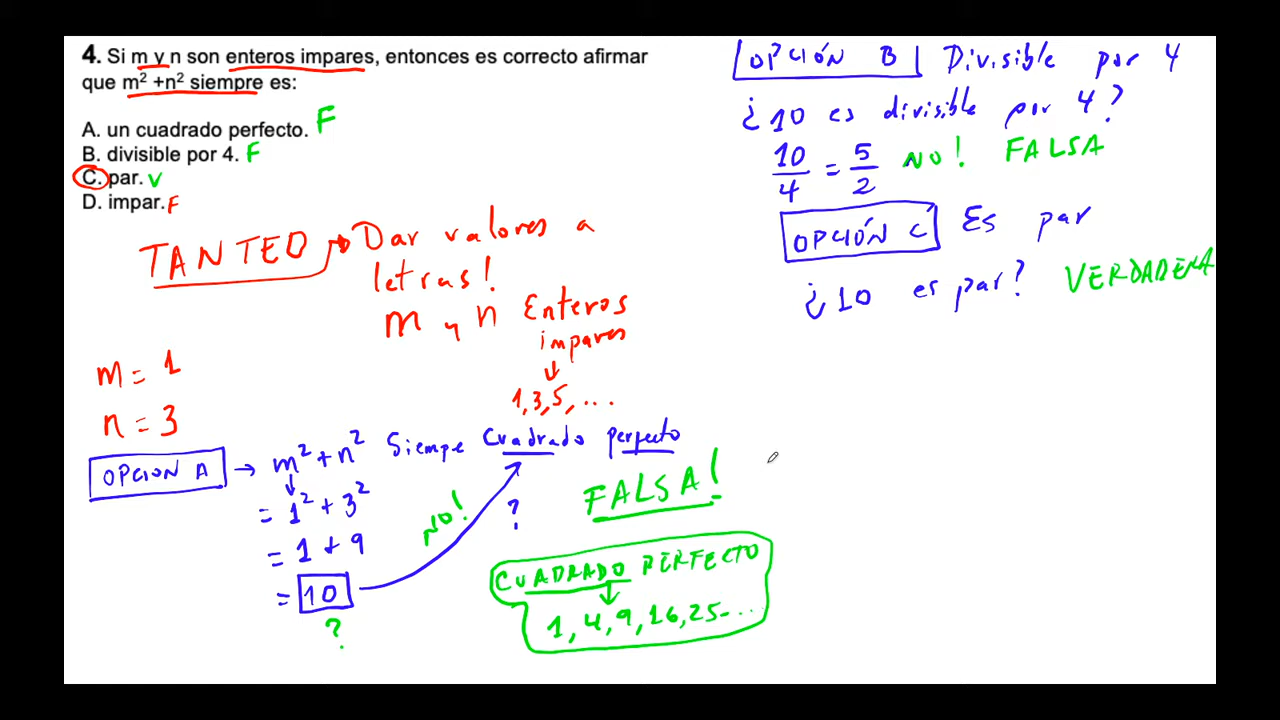 4. Si m y n son enteros impares, entonces es correcto afirmar
que m² +n² siempre es:
A. un cuadrado perfecto. F
B. divisible por 4. F
C. par. V
D. impar. F
TANTEO → Dar valores a
letras!
m y n Enteros
impares
↓
1,3,5, ...
m = 1
n = 3
OPCION A → m² + n² Siempe Cuadrado perfecto
= 1² + 3²
= 1 + 9
= 10
?
NO!
?
FALSA!
CUADRADO PERFECTO
↓
1, 4, 9, 16, 25- ...
OPCIÓN B Divisible por 4
¿10 es divisible por 4?
10/4 = 5/2 NO! FALSA
OPCIÓN C Es par
¿10 es par? VERDADERA